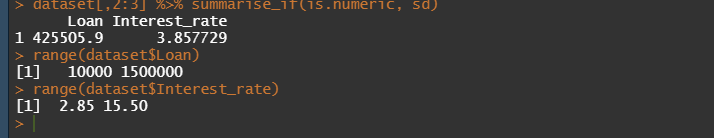 > dataset[,2:3] %>% summarise_if(is.numeric, sd)
Loan Interest_rate
1 425505.9 3.857729
> range(dataset$Loan)
[1] 10000 1500000
> range(dataset$Interest_rate)
[1] 2.85 15.50
>